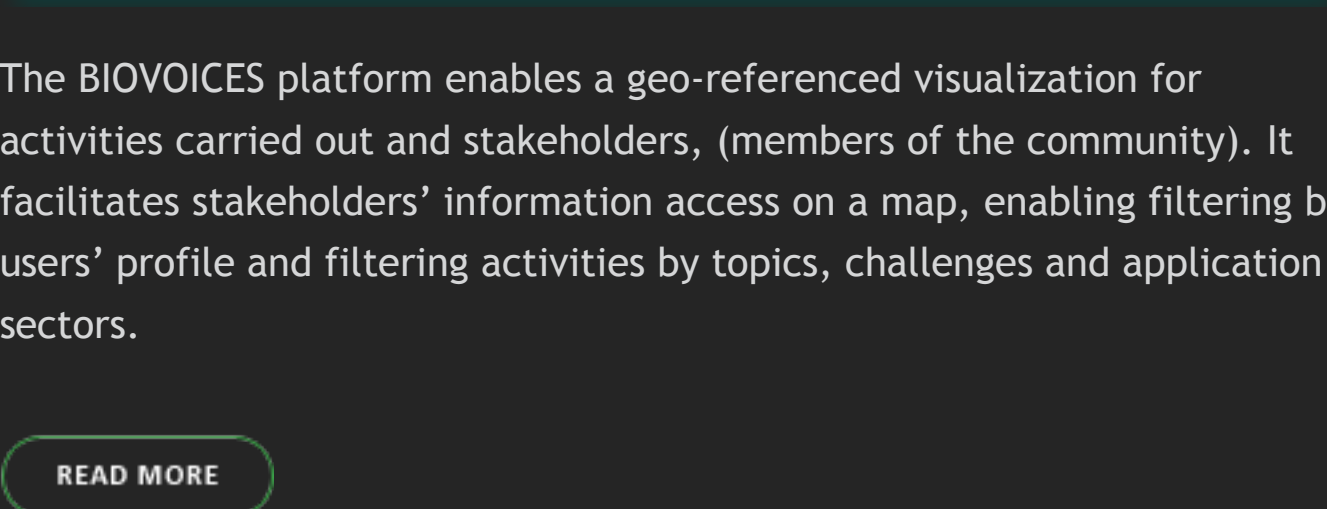 The BIOVOICES platform enables a geo-referenced visualization for
activities carried out and stakeholders, (members of the community). It
facilitates stakeholders’ information access on a map, enabling filtering b
users’ profile and filtering activities by topics, challenges and application
sectors.
READ MORE